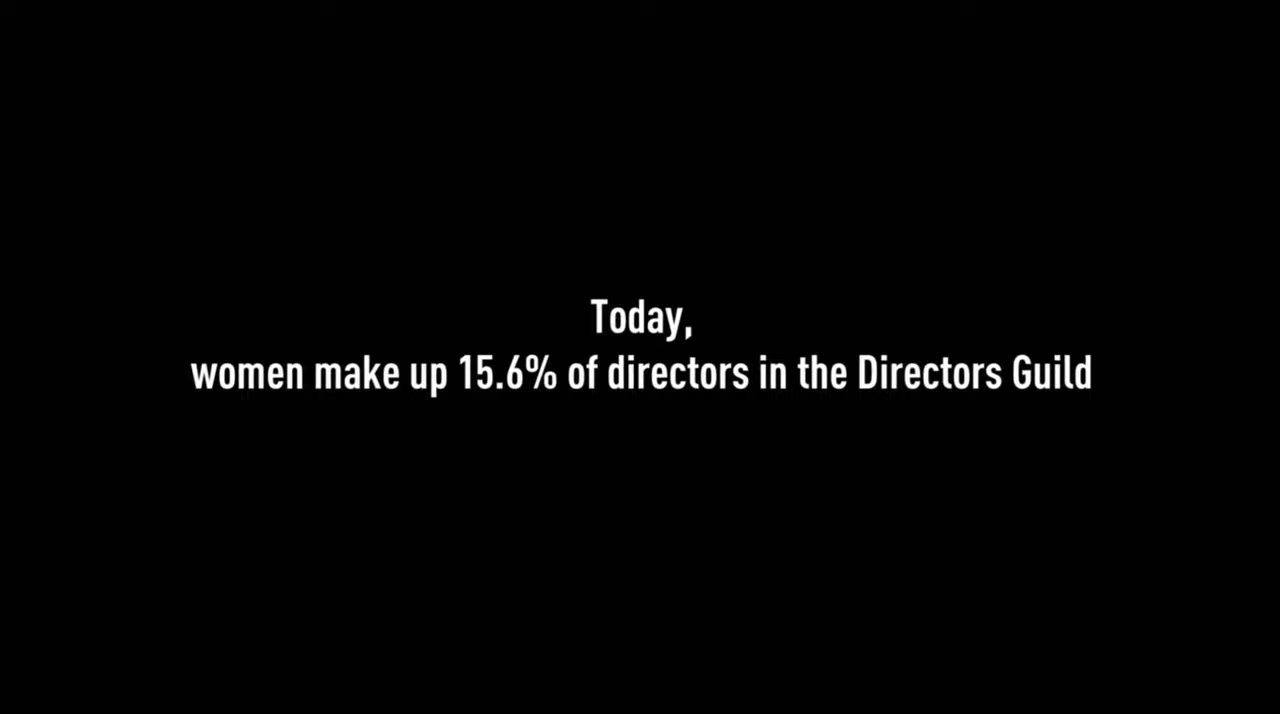 Today,
women make up 15.6% of directors in the Directors Guild